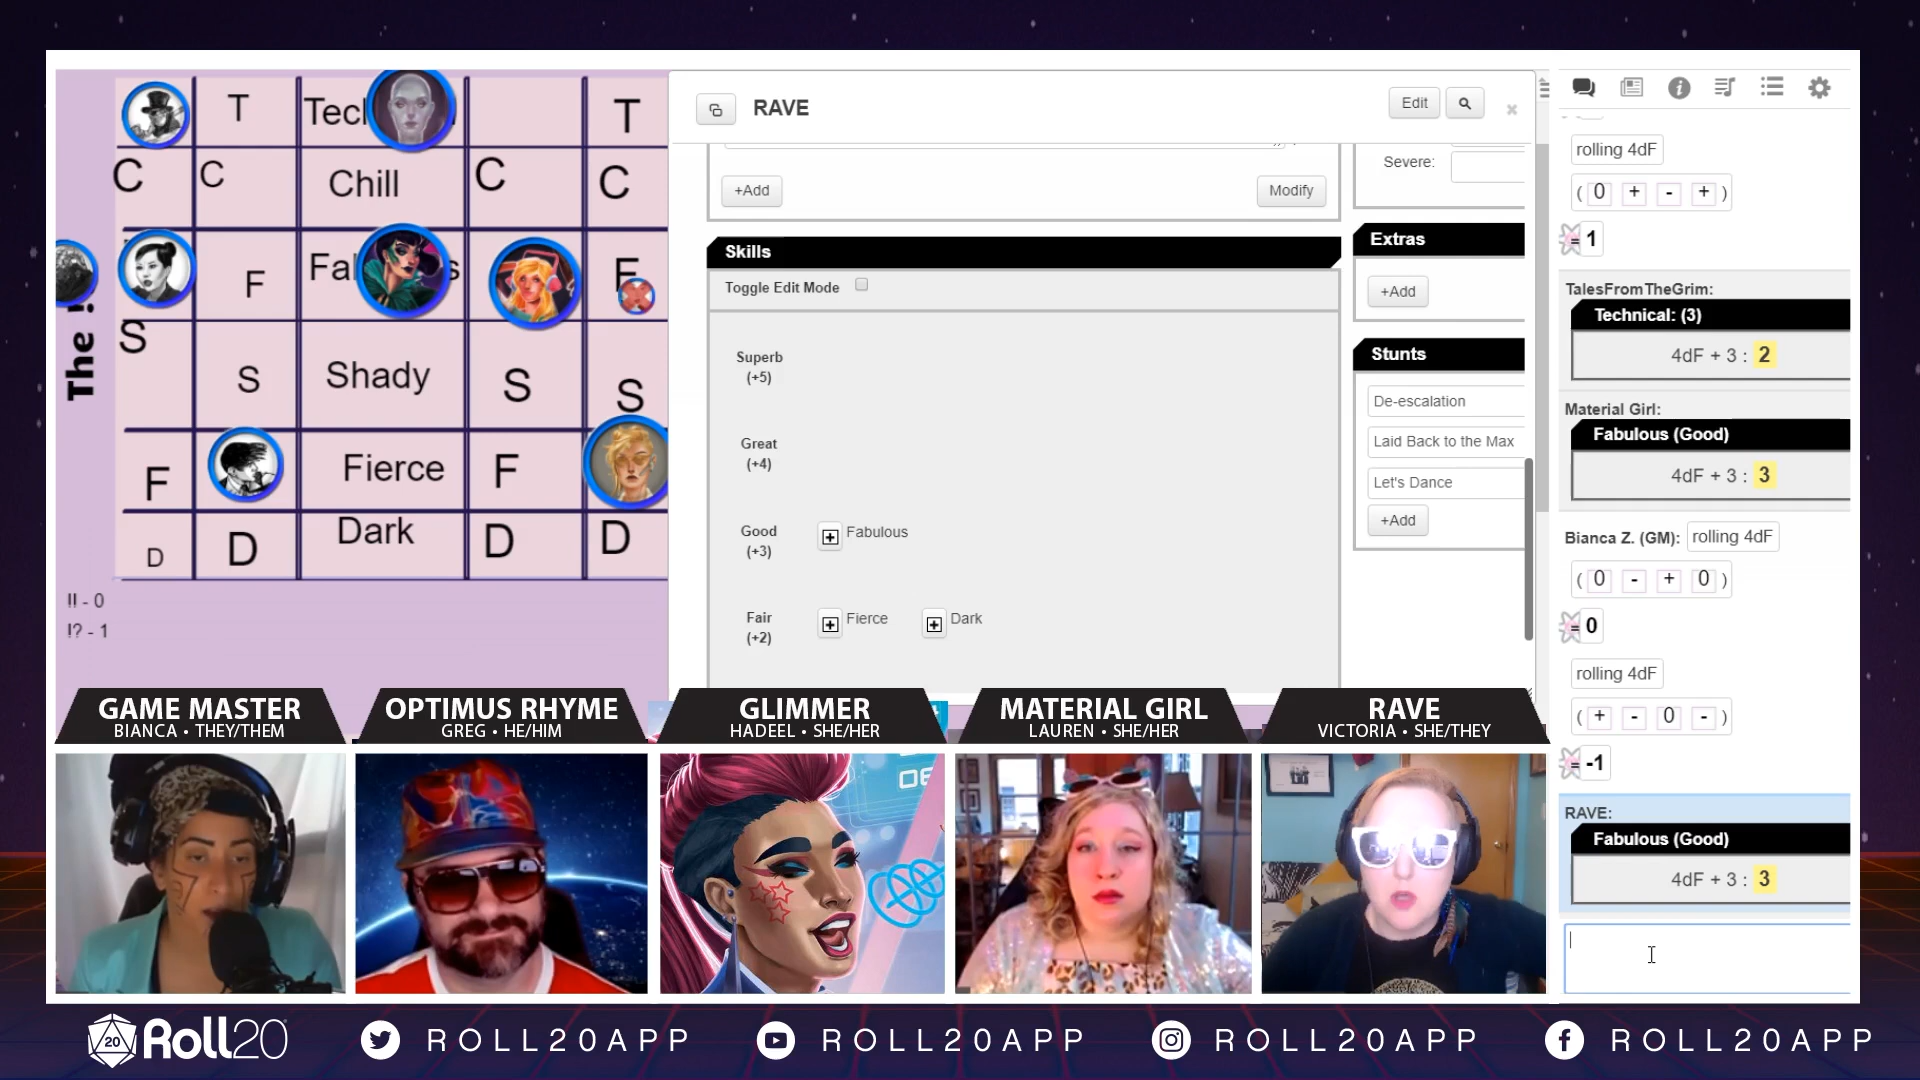 T
T
C
C
Chill
C
C
F
F
S
S
Shady
S
S
F
Fierce
F
D
D
Dark
D
D
The
!! - 0
!? - 1
RAVE
Edit
+Add
Modify
Severe:
Skills
Toggle Edit Mode
Superb
(+5)
Great
(+4)
Good
(+3)
Fabulous
Fair
(+2)
Fierce
Dark
Extras
+Add
Stunts
De-escalation
Laid Back to the Max
Let's Dance
+Add
rolling 4dF
( 0 + - + )
= 1
TalesFromTheGrim:
Technical: (3)
4dF + 3 : 2
Material Girl:
Fabulous (Good)
4dF + 3 : 3
Bianca Z. (GM): rolling 4dF
( 0 - + 0 )
= 0
rolling 4dF
( + - 0 - )
= -1
RAVE:
Fabulous (Good)
4dF + 3 : 3
GAME MASTER
BIANCA • THEY/THEM
OPTIMUS RHYME
GREG • HE/HIM
GLIMMER
HADEEL • SHE/HER
MATERIAL GIRL
LAUREN • SHE/HER
RAVE
VICTORIA • SHE/THEY
20
Roll20
ROLL20APP
ROLL20APP
ROLL20APP
ROLL20APP